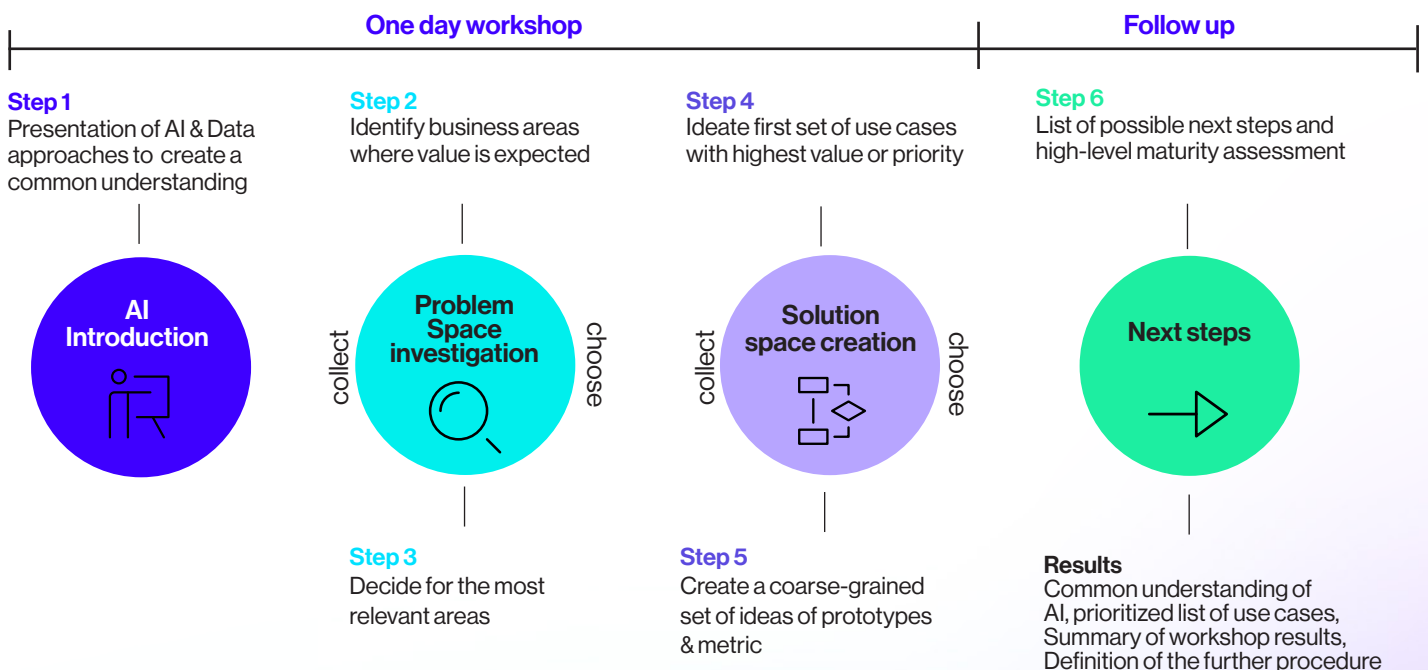 One day workshop
Follow up
Step 1
Presentation of AI & Data
approaches to create a
common understanding
Step 2
Identify business areas
where value is expected
Step 4
Ideate first set of use cases
with highest value or priority
Step 6
List of possible next steps and
high-level maturity assessment
AI
Introduction
collect
Problem
Space
investigation
choose
collect
Solution
space creation
choose
Next steps
Step 3
Decide for the most
relevant areas
Step 5
Create a coarse-grained
set of ideas of prototypes
& metric
Results
Common understanding of
AI, prioritized list of use cases,
Summary of workshop results,
Definition of the further procedure